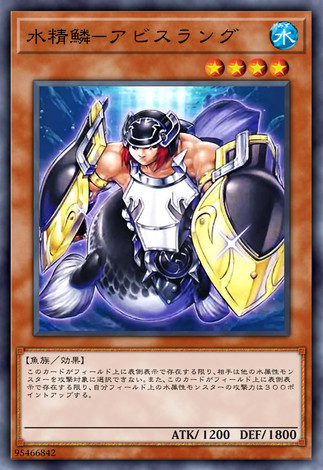 水精鱗−アビスラング
水
【魚族／効果】
このカードがフィールド上に表側表示で存在する限り、相手は他の水属性モン
スターを攻撃対象に選択できない。また、このカードがフィールド上に表側表
示で存在する限り、自分フィールド上の水属性モンスターの攻撃力は３００ポ
イントアップする。
ATK/ 1200 DEF/1800
95466842